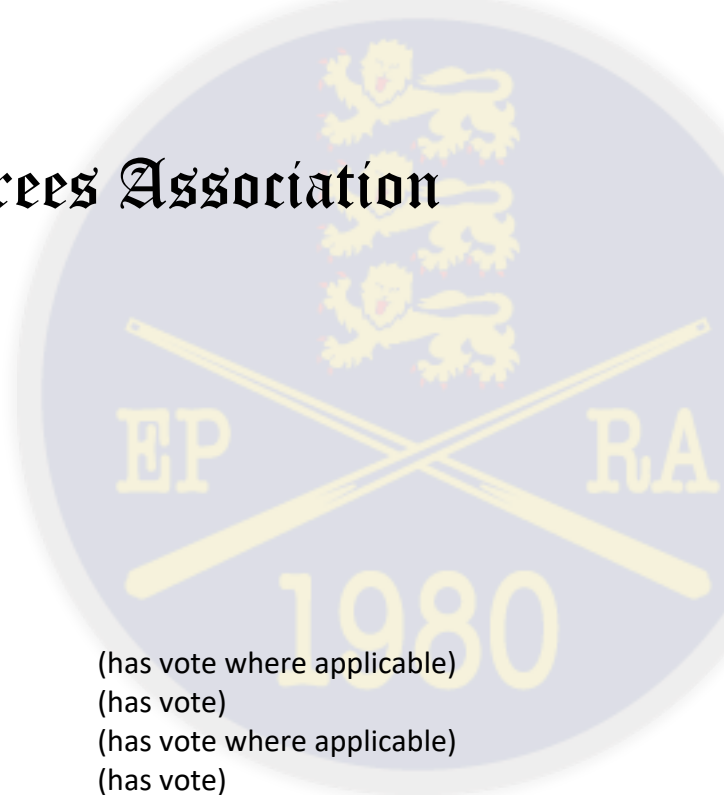 rees Association
EP RA
1980
(has vote where applicable)
(has vote)
(has vote where applicable)
(has vote)